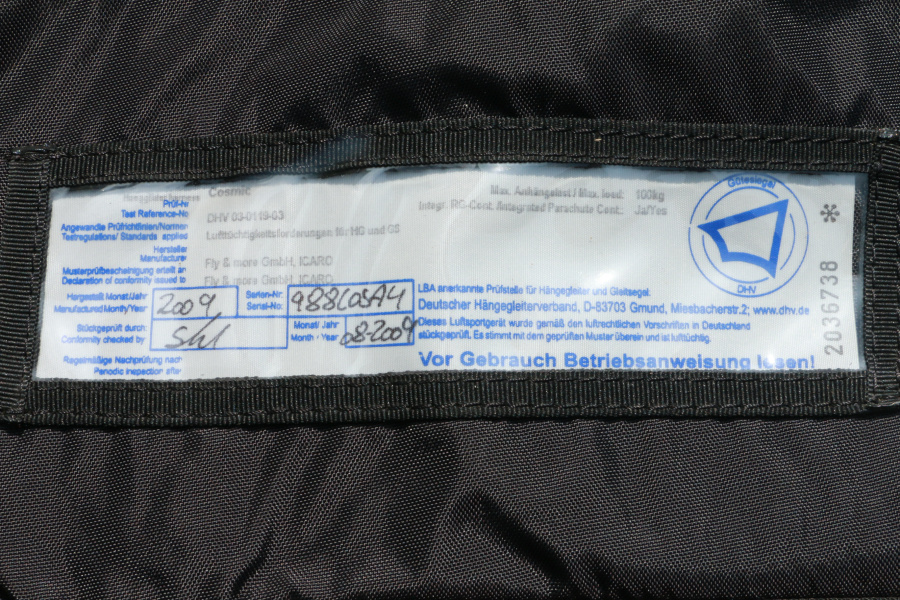 Cosmic
Prüf-Nr
Test Reference-No
DHV 03-0119-03
Angewandte Prüfrichtlinien/Normen
Testregulations/ Standards applied
Lufttüchtigkeitsforderungen für HG und GS
Hersteller
Manufacturer
Fly & more GmbH, ICARO
Musterprüfbescheinigung erteilt an
Declaration of conformity issued to
Fly & more GmbH, ICARO
Hergestellt Monat/Jahr
Manufactured Month/Year
2009
Serien-Nr:
Serial-No:
Stückgeprüft durch:
Conformity checked by
Monat/ Jahr
Month - Year
08-2009
Regelmäßige Nachprüfung nach
Periodic inspection after
Max. Anhängelast / Max. load: 100kg
Integr. RG-Cont. /Integrated Parachute Cont.: Ja/Yes
LBA anerkannte Prüfstelle für Hängegleiter und Gleitsegel.
Deutscher Hängegleiterverband, D-83703 Gmund, Miesbacherstr.2; www.dhv.de
Dieses Luftsportgerät wurde gemäß den luftrechtlichen Vorschriften in Deutschland
stückgeprüft. Es stimmt mit dem geprüften Muster überein und ist lufttüchtig.
Vor Gebrauch Betriebsanweisung lesen!
Gütesiegel
DHV
2036738 *